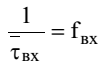 1/τ̅вх = fвх